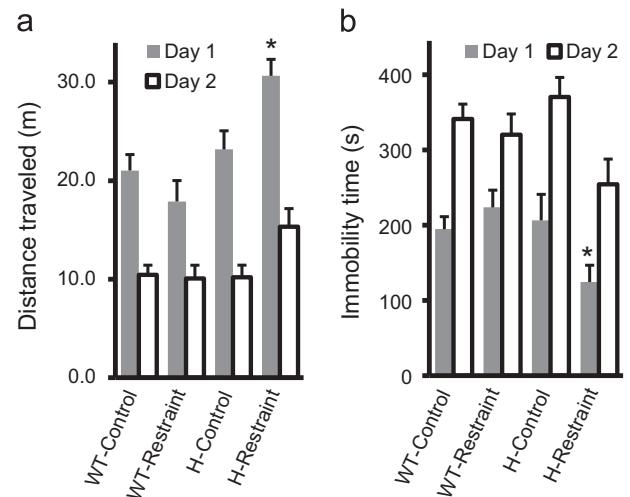 a
Day 1
Day 2
*
Distance traveled (m)
30.0
20.0
10.0
0.0
WT-Control
WT-Restraint
H-Control
H-Restraint
b
Day 1 Day 2
*
Immobility time (s)
400
300
200
100
0
WT-Control
WT-Restraint
H-Control
H-Restraint